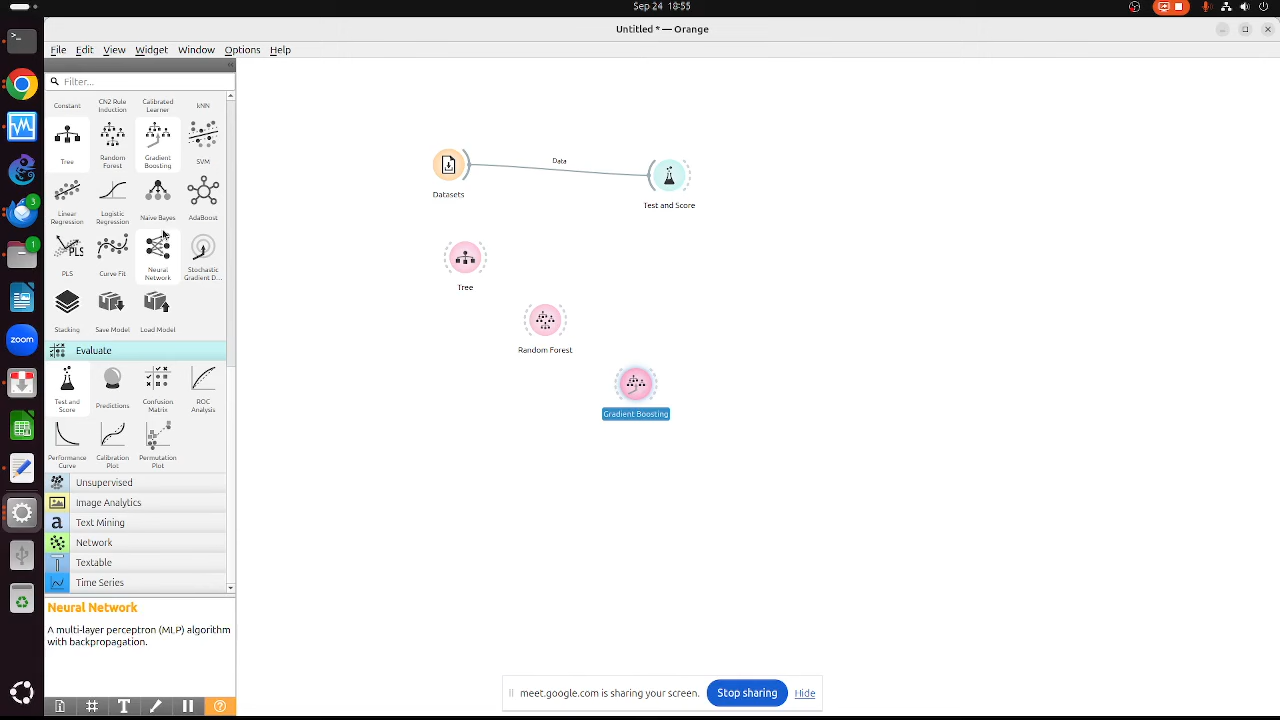 Sep 24 18:55
Untitled * — Orange
File Edit View Widget Window Options Help
Filter...
Constant
CN2 Rule
Induction
Calibrated
Learner
kNN
Tree
Random
Forest
Gradient
Boosting
SVM
Linear
Regression
Logistic
Regression
Naive Bayes
AdaBoost
PLS
PLS
Curve Fit
Neural
Network
Stochastic
Gradient D...
Stacking
Save Model
Load Model
Evaluate
Test and
Score
Predictions
Confusion
Matrix
ROC
Analysis
Performance
Curve
Calibration
Plot
Permutation
Plot
Unsupervised
Image Analytics
a Text Mining
Network
Textable
Time Series
Neural Network
A multi-layer perceptron (MLP) algorithm
with backpropagation.
Data
Datasets
Test and Score
Tree
Random Forest
Gradient Boosting
meet.google.com is sharing your screen. Stop sharing Hide
zoom
3
1